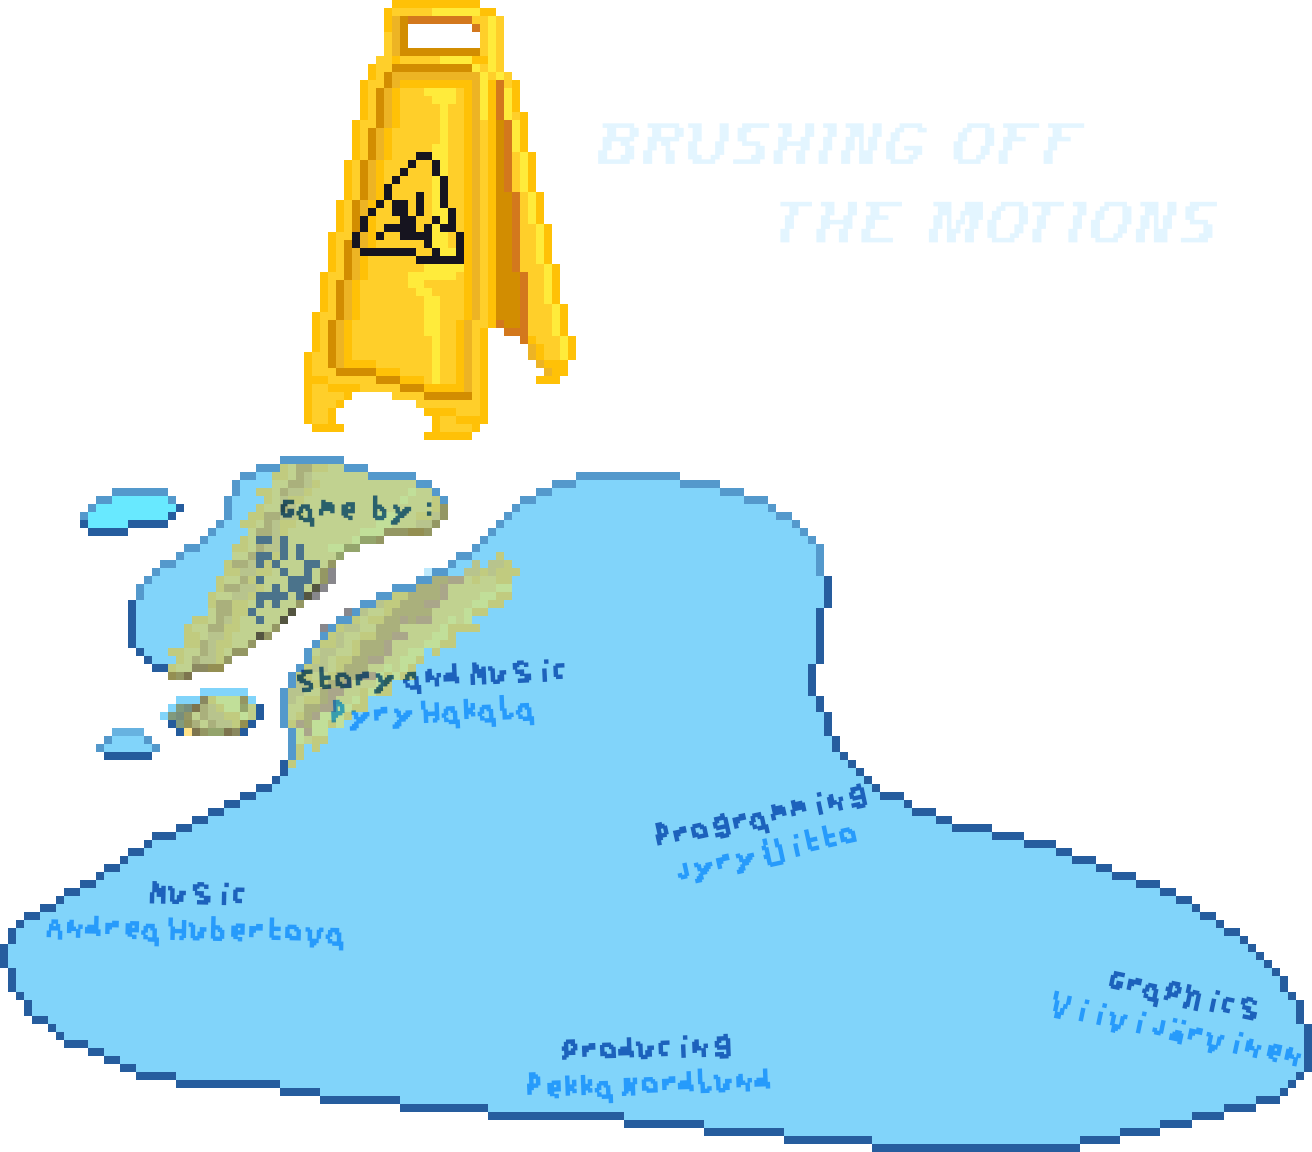 BRUSHING OFF
THE MOTIONS
Game by :
Story and Music
Pyry Hakala
Programming
Jyry Uitto
Music
Andrea Hubertova
Graphics
Viivi Järvinen
Producing
Pekka Nordlund